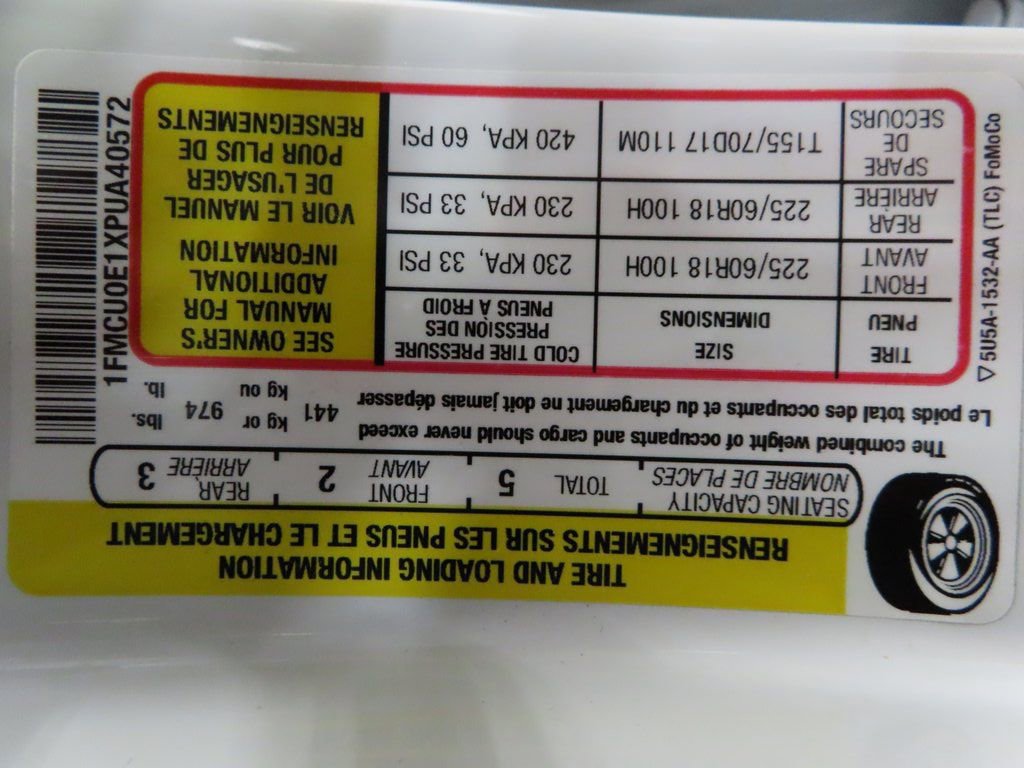 TIRE AND LOADING INFORMATION
RENSEIGNEMENTS SUR LES PNEUS ET LE CHARGEMENT
SEATING CAPACITY
NOMBRE DE PLACES
TOTAL 5
FRONT
AVANT
2
REAR
ARRIÈRE
3
The combined weight of occupants and cargo should never exceed
Le poids total des occupants et du chargement ne doit jamais dépasser
441
kg or
kg ou
974
lbs.
lb.
TIRE
PNEU
SIZE
DIMENSIONS
COLD TIRE PRESSURE
PRESSION DES
PNEUS À FROID
FRONT
AVANT
225/60R18 100H
230 KPA, 33 PSI
REAR
ARRIÈRE
225/60R18 100H
230 KPA, 33 PSI
SPARE
DE
SECOURS
T155/70D17 110M
420 KPA, 60 PSI
SEE OWNER'S
MANUAL FOR
ADDITIONAL
INFORMATION
VOIR LE MANUEL
DE L'USAGER
POUR PLUS DE
RENSEIGNEMENTS
1FMCU0E1XPUA40572
▽ 5U5A-1532-AA (TLC) FoMoCo